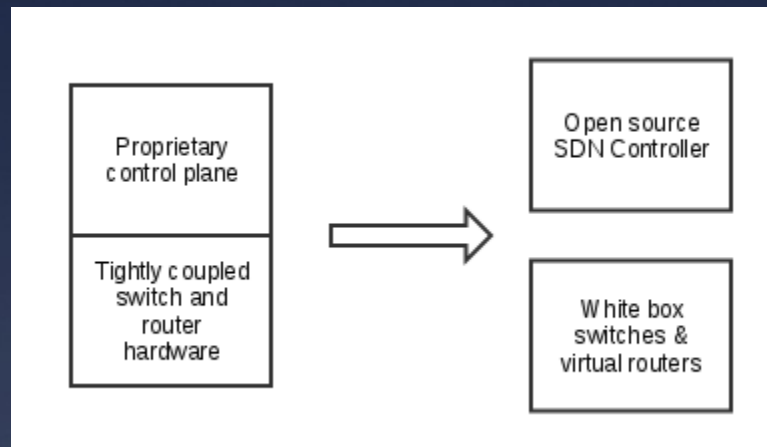 Proprietary
control plane
Tightly coupled
switch and
router
hardware
Open source
SDN Controller
White box
switches &
virtual routers